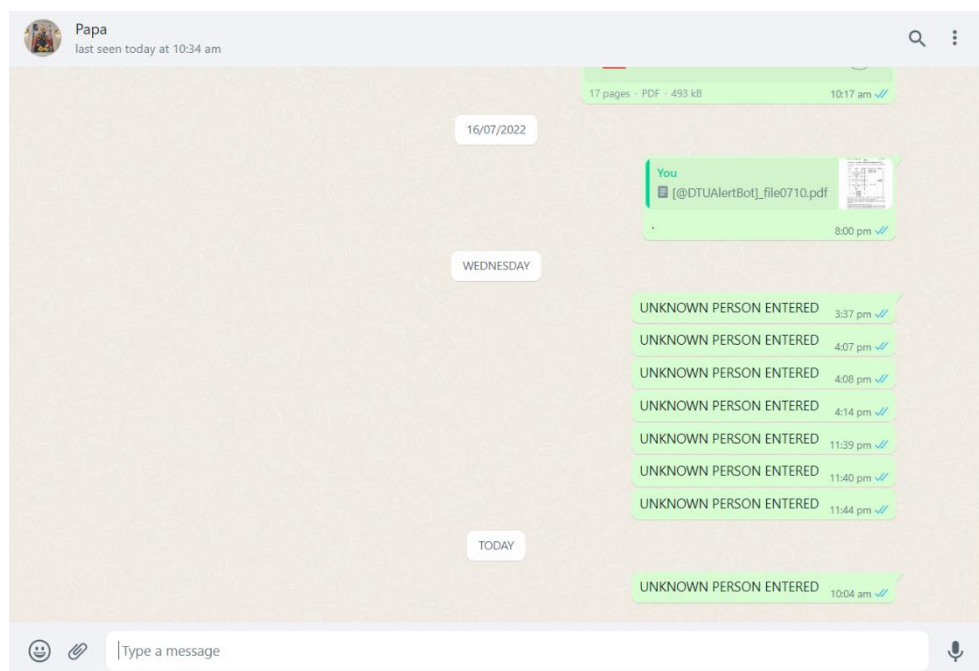 Papa
last seen today at 10:34 am
17 pages · PDF · 493 kB 10:17 am
16/07/2022
You
[@DTUAlertBot]_file0710.pdf
. 8:00 pm
WEDNESDAY
UNKNOWN PERSON ENTERED 3:37 pm
UNKNOWN PERSON ENTERED 4:07 pm
UNKNOWN PERSON ENTERED 4:08 pm
UNKNOWN PERSON ENTERED 4:14 pm
UNKNOWN PERSON ENTERED 11:39 pm
UNKNOWN PERSON ENTERED 11:40 pm
UNKNOWN PERSON ENTERED 11:44 pm
TODAY
UNKNOWN PERSON ENTERED 10:04 am
Type a message